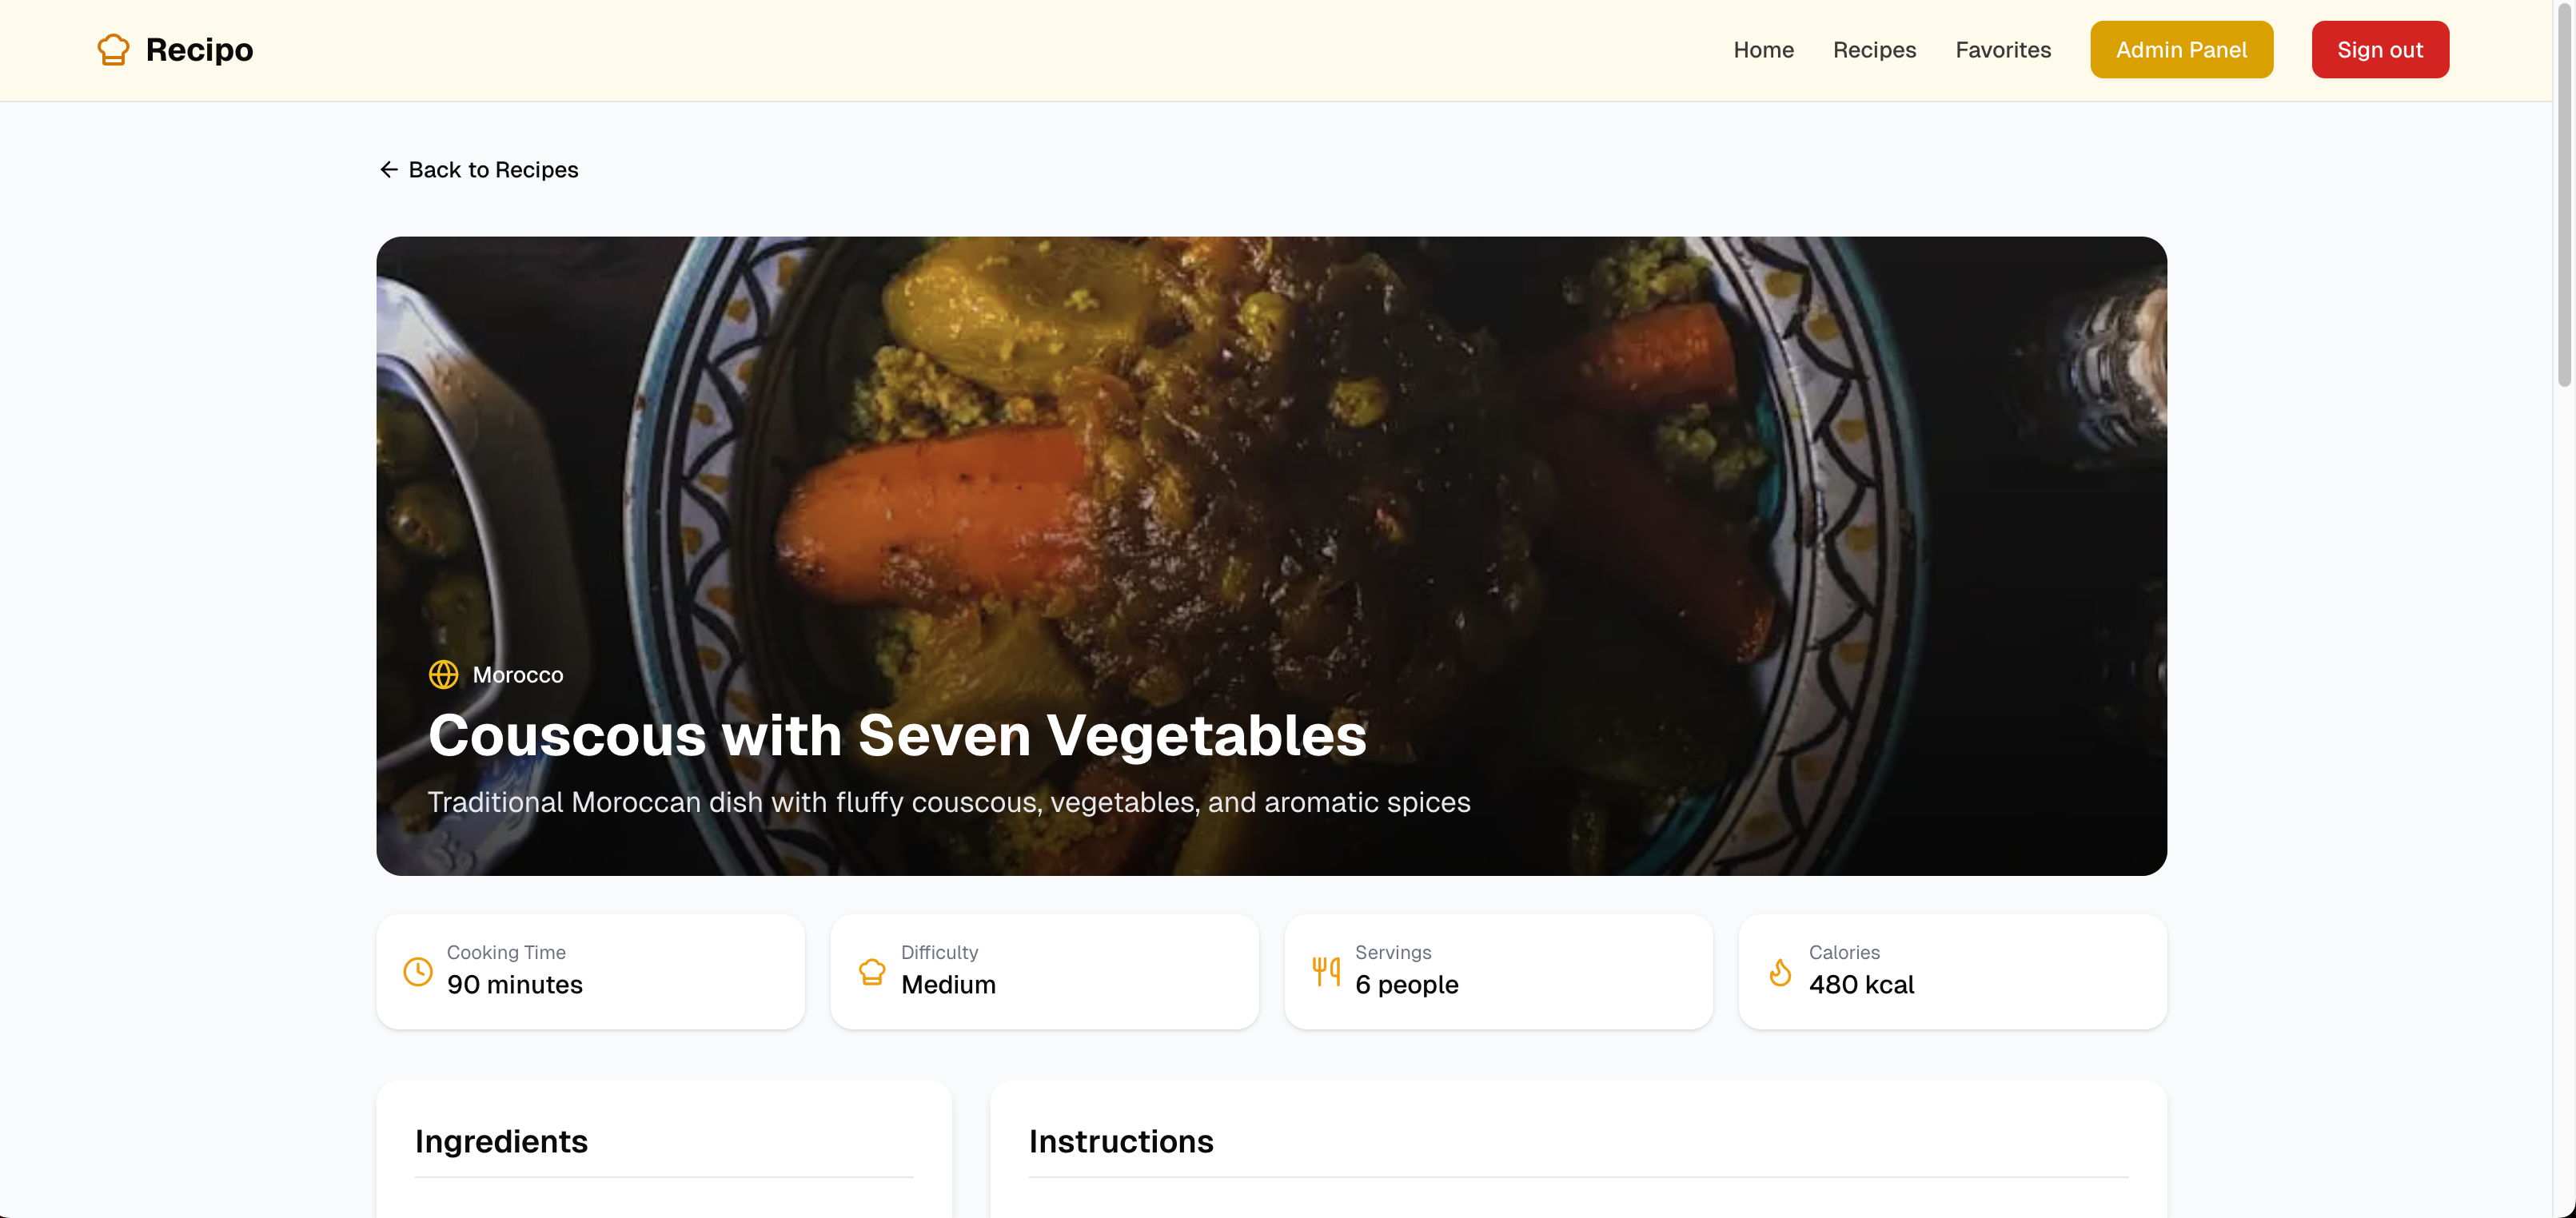 Recipo
Home
Recipes
Favorites
Admin Panel
Sign out
Back to Recipes
Morocco
Couscous with Seven Vegetables
Traditional Moroccan dish with fluffy couscous, vegetables, and aromatic spices
Cooking Time
90 minutes
Difficulty
Medium
Servings
6 people
Calories
480 kcal
Ingredients
Instructions